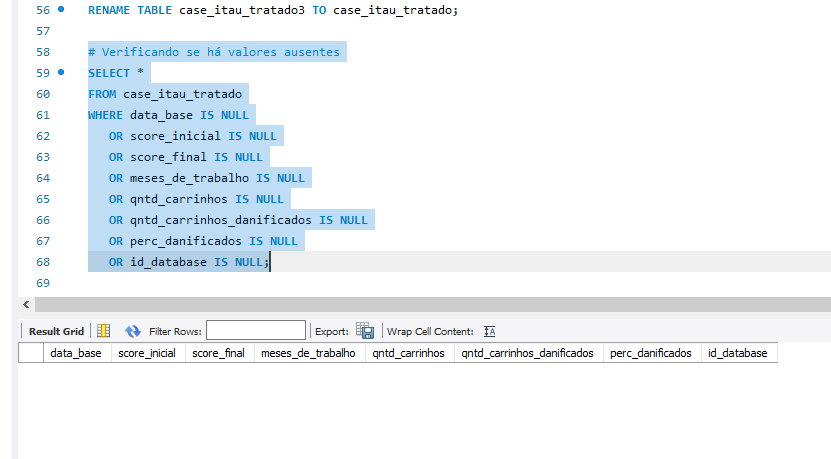 56 RENAME TABLE case_itau_tratado3 TO case_itau_tratado;
57
58 # Verificando se há valores ausentes
59 SELECT *
60 FROM case_itau_tratado
61 WHERE data_base IS NULL
62 OR score_inicial IS NULL
63 OR score_final IS NULL
64 OR meses_de_trabalho IS NULL
65 OR qntd_carrinhos IS NULL
66 OR qntd_carrinhos_danificados IS NULL
67 OR perc_danificados IS NULL
68 OR id_database IS NULL;
69
Result Grid Filter Rows: Export: Wrap Cell Content: IA
data_base score_inicial score_final meses_de_trabalho qntd_carrinhos qntd_carrinhos_danificados perc_danificados id_database